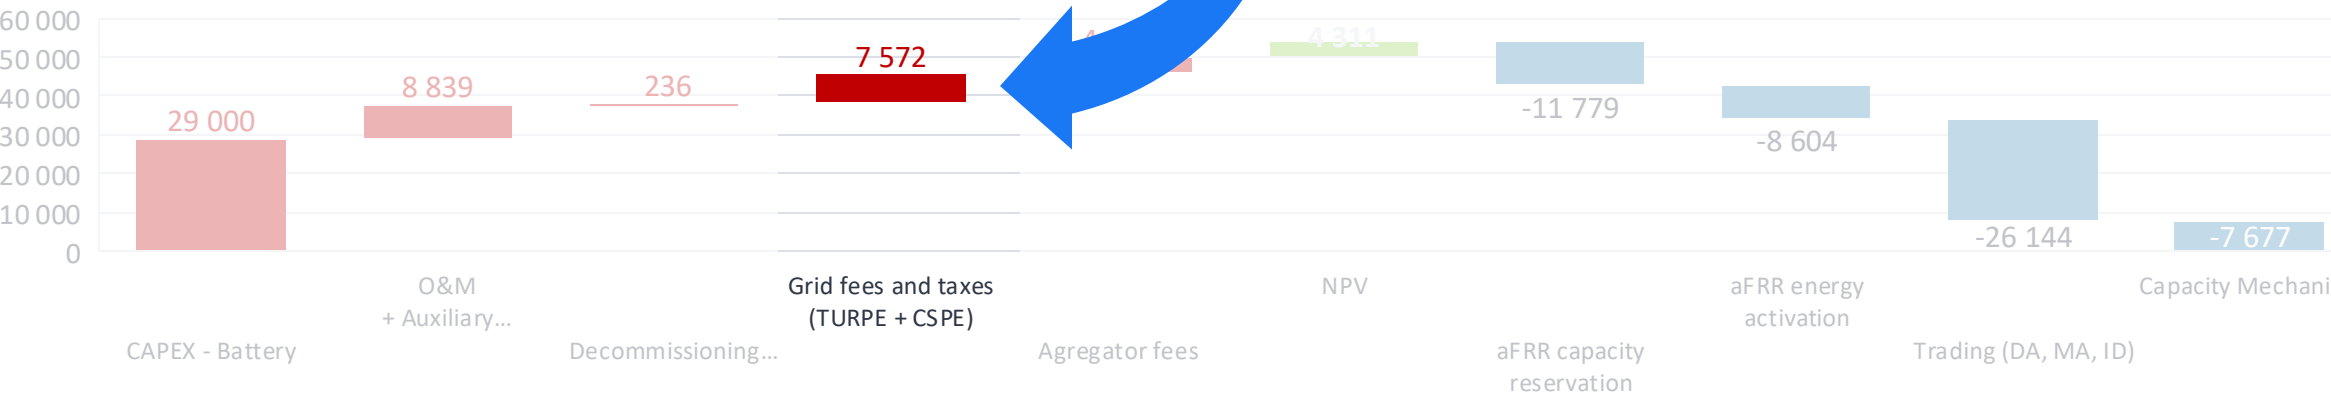 60 000
50 000
40 000
30 000
20 000
10 000
0
29 000
8 839
236
7 572
4 311
-11 779
-8 604
-26 144
-7 677
CAPEX - Battery
O&M
+ Auxiliary...
Decommissioning...
Grid fees and taxes
(TURPE + CSPE)
Agregator fees
NPV
aFRR capacity
reservation
aFRR energy
activation
Trading (DA, MA, ID)
Capacity Mechani